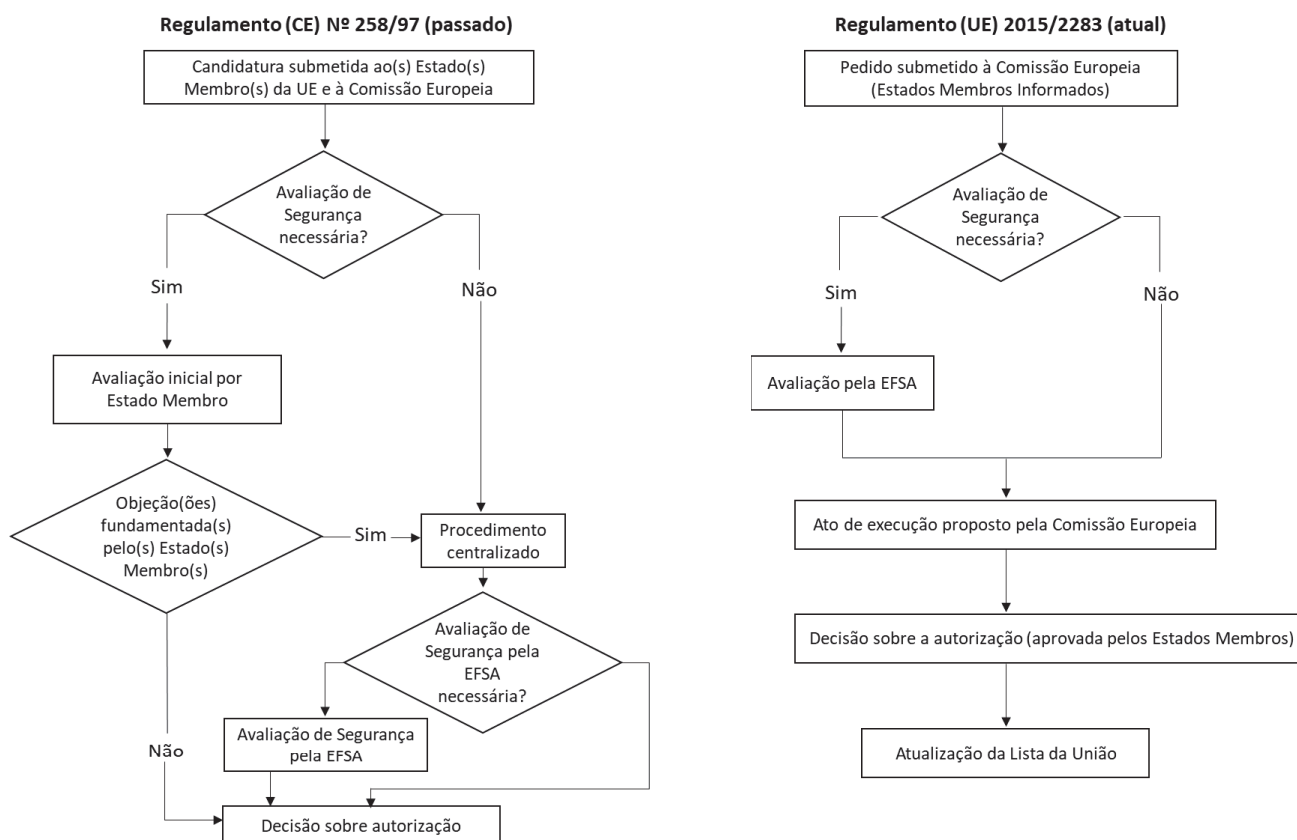 Regulamento (CE) Nº 258/97 (passado)
Candidatura submetida ao(s) Estado(s)
Membro(s) da UE e à Comissão Europeia
Avaliação de
Segurança
necessária?
Sim
Não
Avaliação inicial por
Estado Membro
Objeção(ões)
fundamentada(s)
pelo(s) Estado(s)
Membro(s)
Sim
Procedimento
centralizado
Avaliação de
Segurança pela
EFSA
necessária?
Avaliação de Segurança
pela EFSA
Não
Decisão sobre autorização
Regulamento (UE) 2015/2283 (atual)
Pedido submetido à Comissão Europeia
(Estados Membros Informados)
Avaliação de
Segurança
necessária?
Sim
Não
Avaliação pela EFSA
Ato de execução proposto pela Comissão Europeia
Decisão sobre a autorização (aprovada pelos Estados Membros)
Atualização da Lista da União